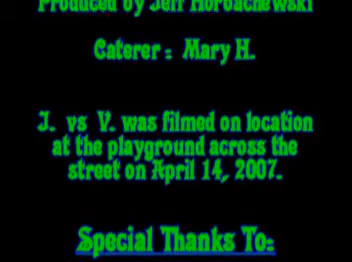 Produced by Jeff Horbachewski
Caterer : Mary H.
J. vs V. was filmed on location
at the playground across the
street on April 14, 2007.
Special Thanks To: